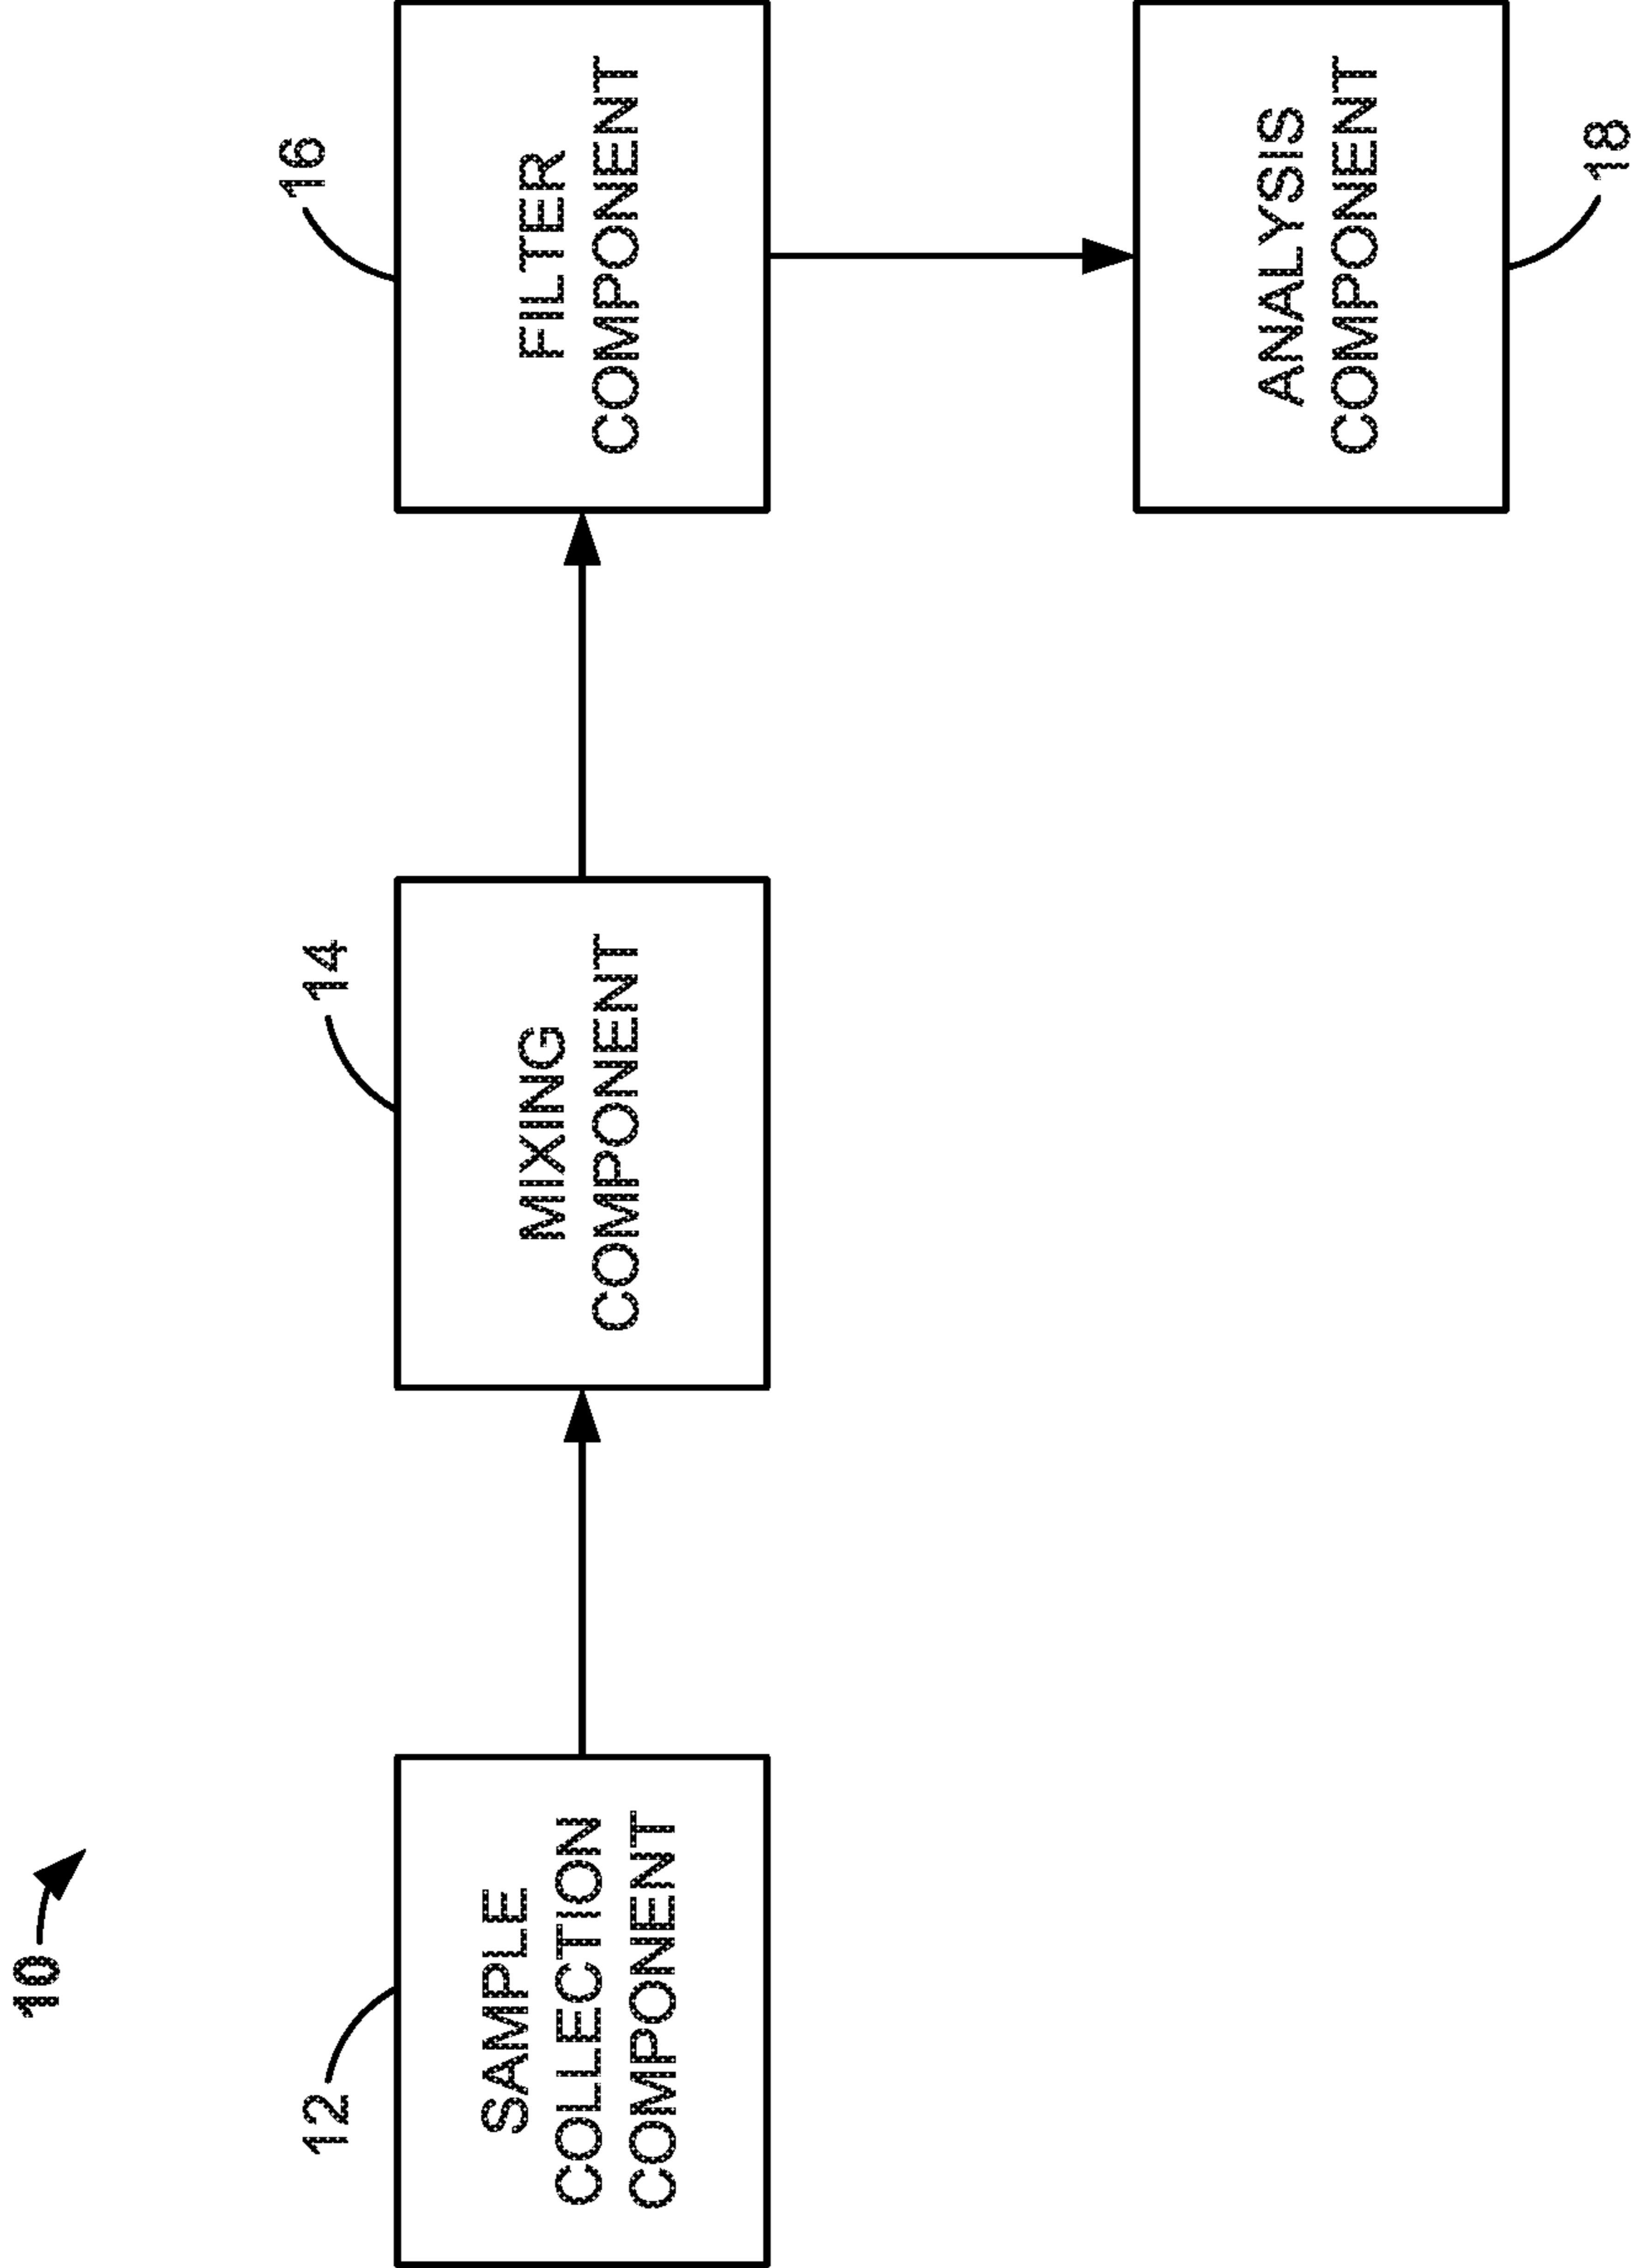 10
12
SAMPLE
COLLECTION
COMPONENT
14
MIXING
COMPONENT
16
FILTER
COMPONENT
ANALYSIS
COMPONENT
18